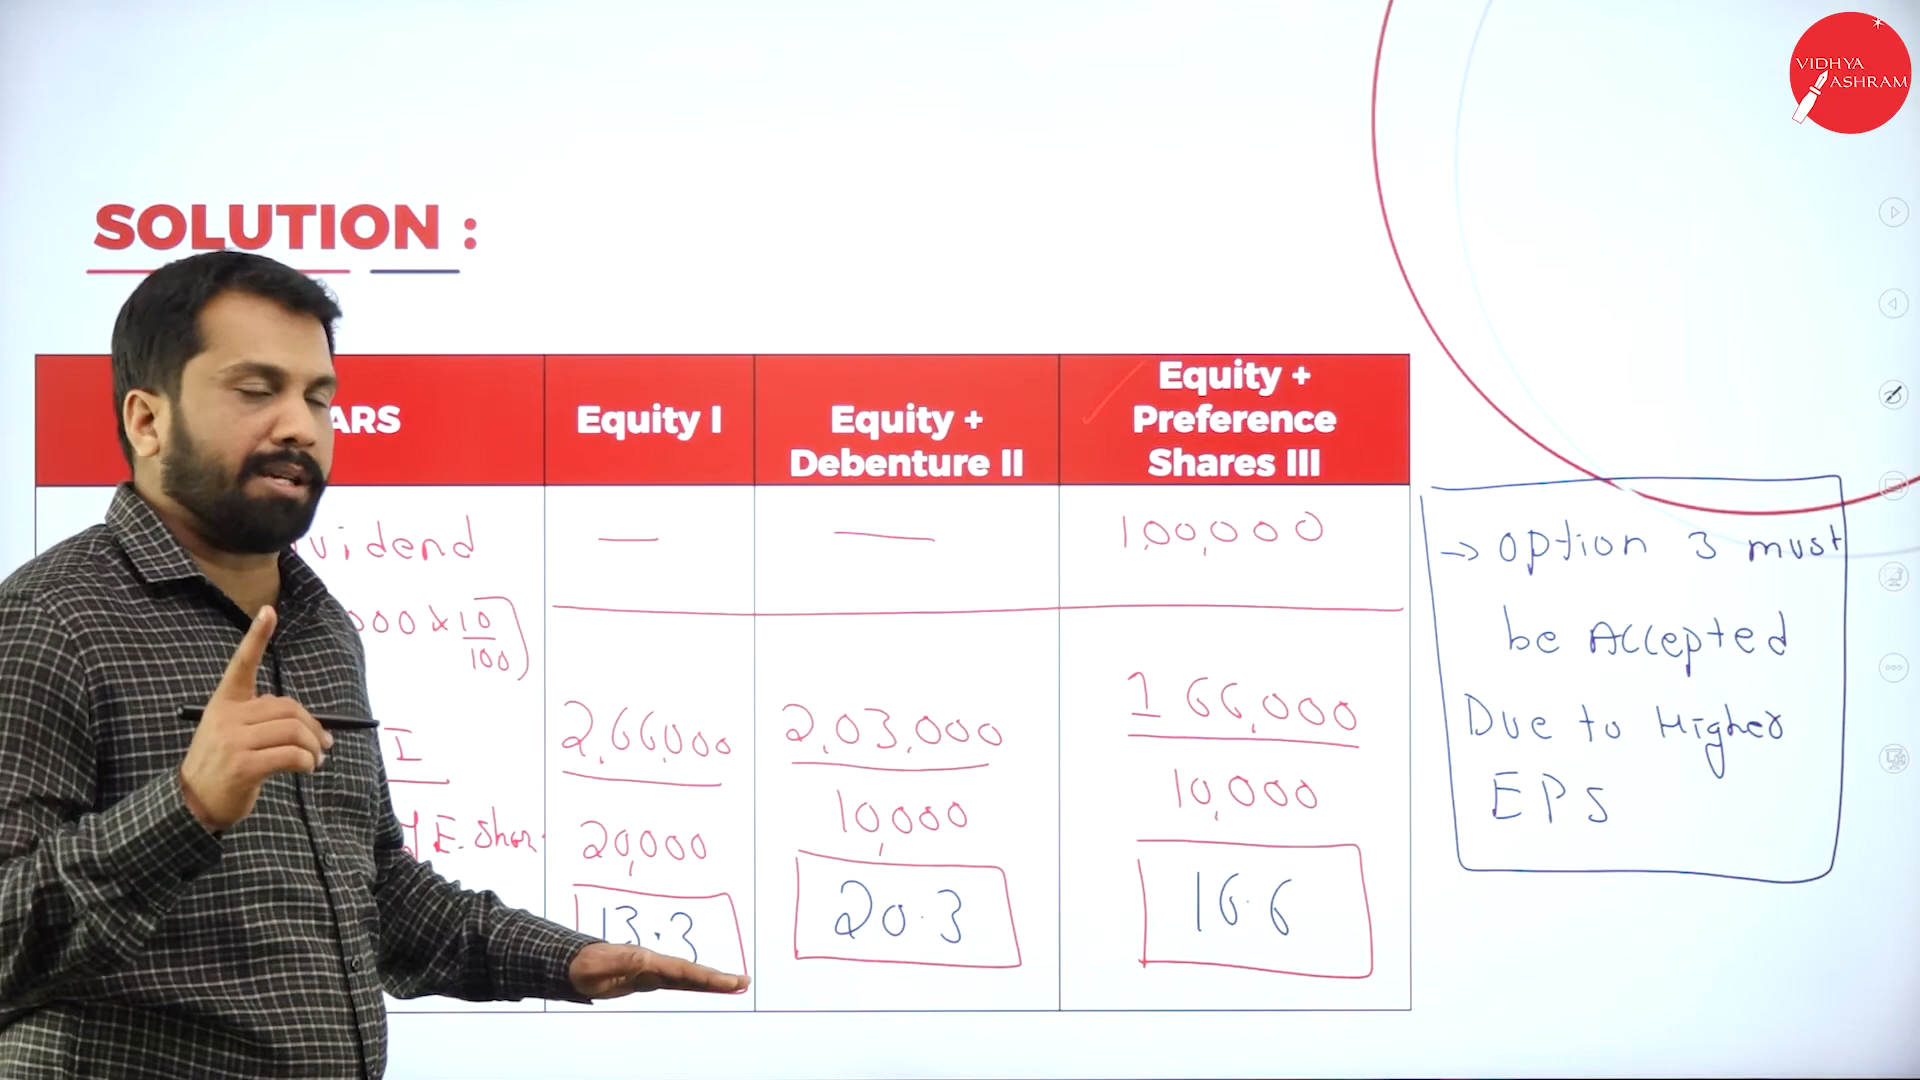 VIDHYA
ASHRAM
SOLUTION :
ARS
Equity I
Equity +
Debenture II
Equity +
Preference
Shares III
vidend
—
—
1,00,000
000 × 10/100)
I
2,66,000
2,03,000
1 66,000
E. Shar
20,000
10,000
10,000
13.3
20.3
16.6
→ option 3 must
be Accepted
Due to Higher
EPS